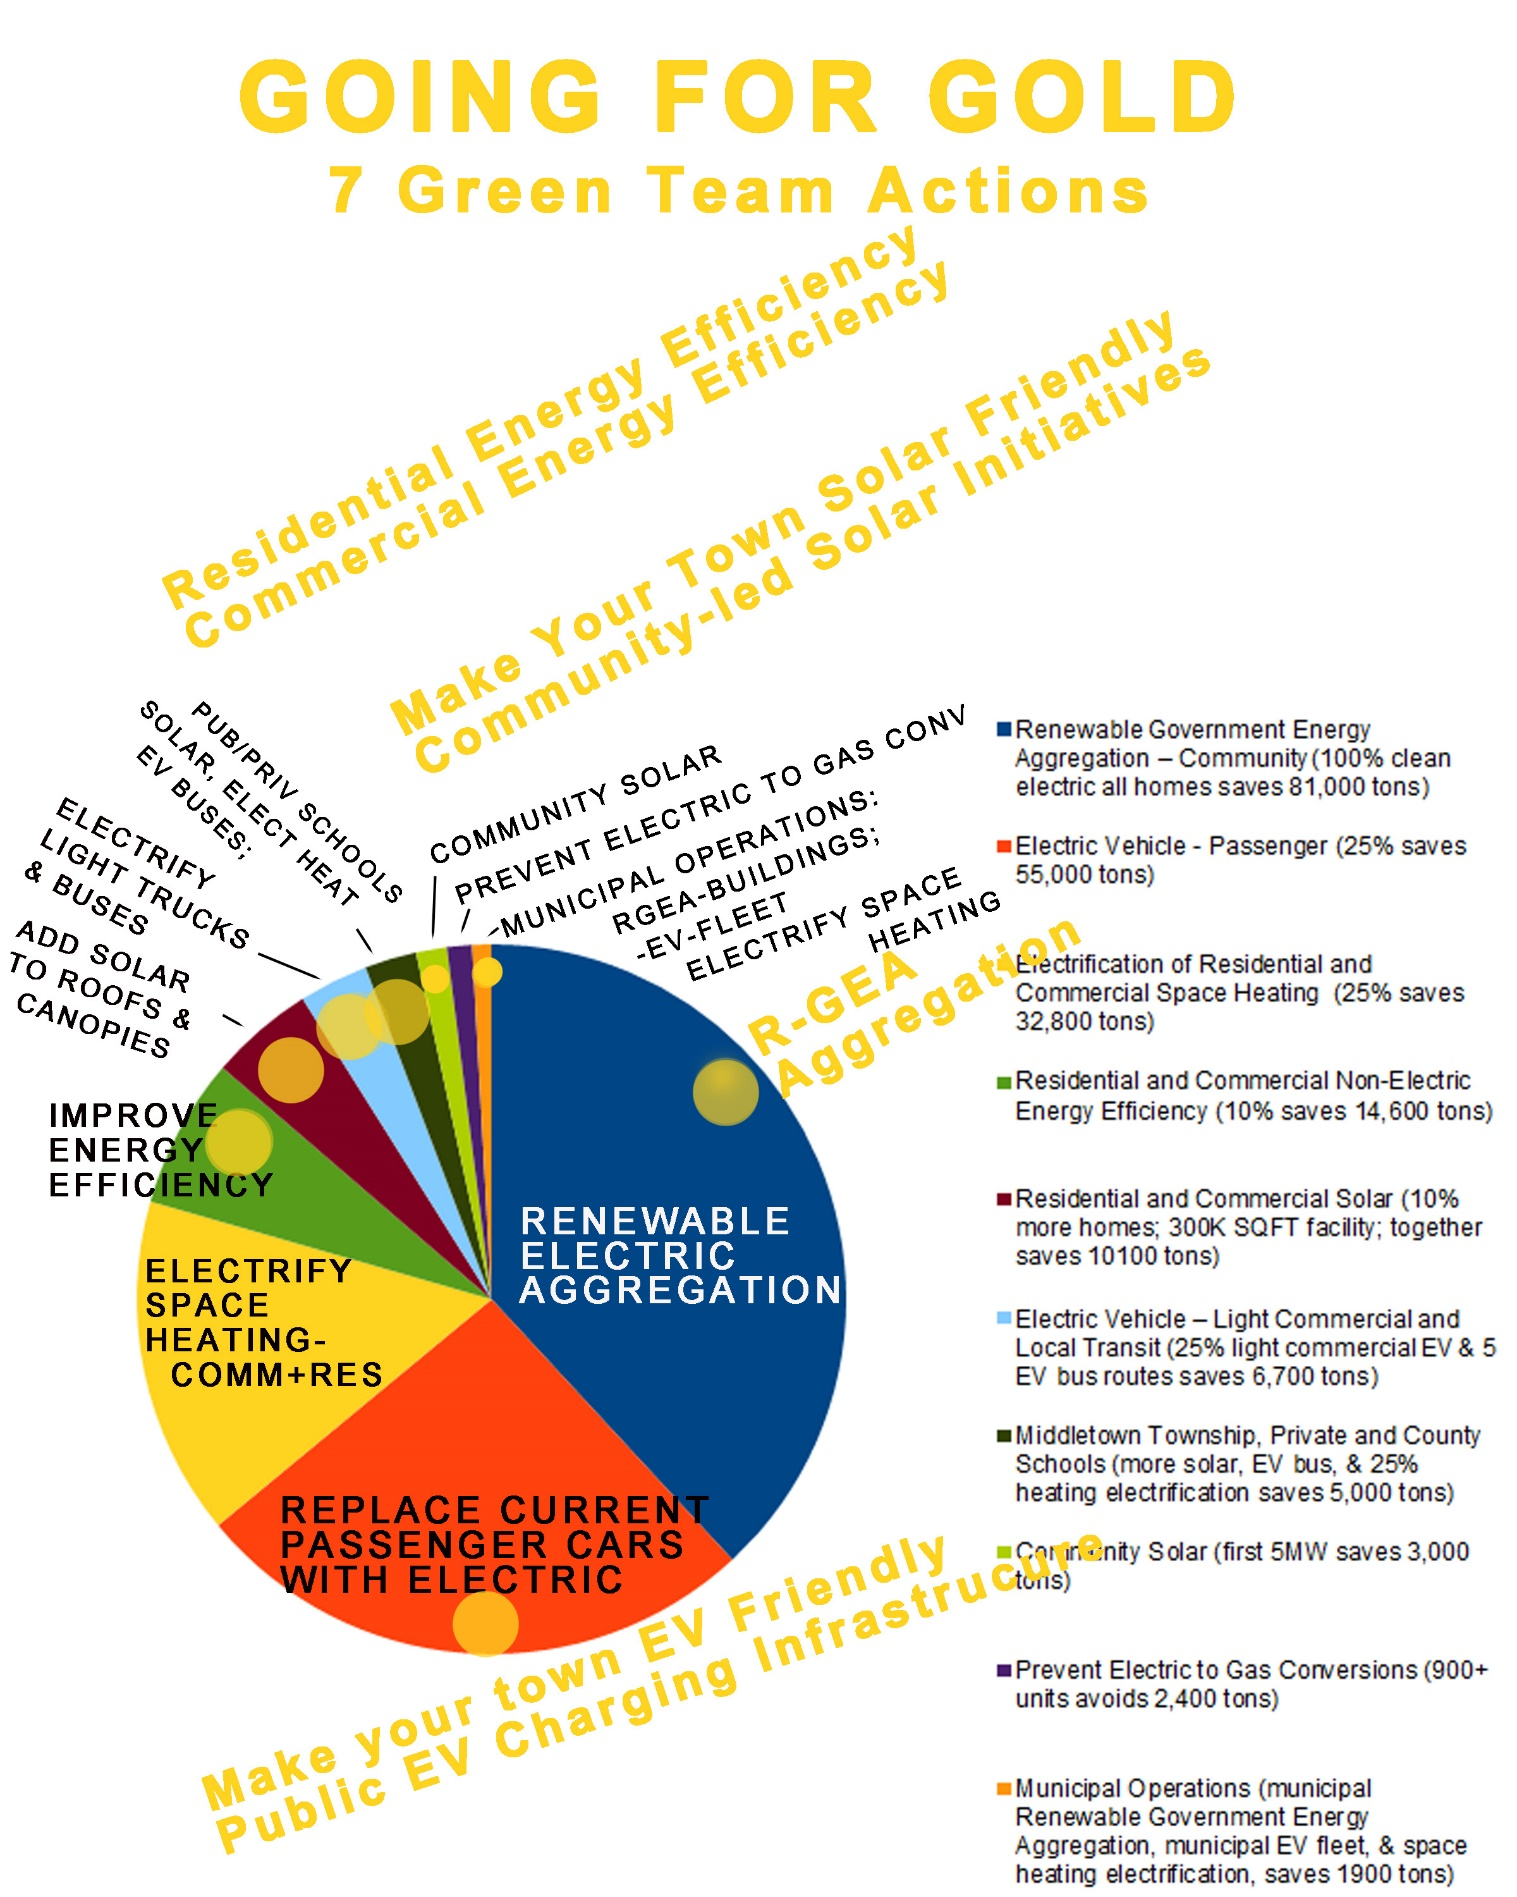 GOING FOR GOLD
7 Green Team Actions
Residential Energy Efficiency
Commercial Energy Efficiency
Make Your Town Solar Friendly
Community-led Solar Initiatives
PUB/PRIV SCHOOLS
SOLAR, ELECT HEAT
EV BUSES;
ELECTRIFY
LIGHT TRUCKS
& BUSES
ADD SOLAR
TO ROOFS &
CANOPIES
COMMUNITY SOLAR
PREVENT ELECTRIC TO GAS CONV
-MUNICIPAL OPERATIONS:
RGEA-BUILDINGS;
-EV-FLEET
ELECTRIFY SPACE
HEATING
R-GEA
Aggregation
IMPROVE
ENERGY
EFFICIENCY
RENEWABLE
ELECTRIC
AGGREGATION
ELECTRIFY
SPACE
HEATING-
COMM+RES
REPLACE CURRENT
PASSENGER CARS
WITH ELECTRIC
Make your town EV Friendly
Public EV Charging Infrastrucure
Renewable Government Energy
Aggregation – Community (100% clean
electric all homes saves 81,000 tons)
Electric Vehicle - Passenger (25% saves
55,000 tons)
Electrification of Residential and
Commercial Space Heating (25% saves
32,800 tons)
Residential and Commercial Non-Electric
Energy Efficiency (10% saves 14,600 tons)
Residential and Commercial Solar (10%
more homes; 300K SQFT facility; together
saves 10100 tons)
Electric Vehicle – Light Commercial and
Local Transit (25% light commercial EV & 5
EV bus routes saves 6,700 tons)
Middletown Township, Private and County
Schools (more solar, EV bus, & 25%
heating electrification saves 5,000 tons)
Community Solar (first 5MW saves 3,000
tons)
Prevent Electric to Gas Conversions (900+
units avoids 2,400 tons)
Municipal Operations (municipal
Renewable Government Energy
Aggregation, municipal EV fleet, & space
heating electrification, saves 1900 tons)